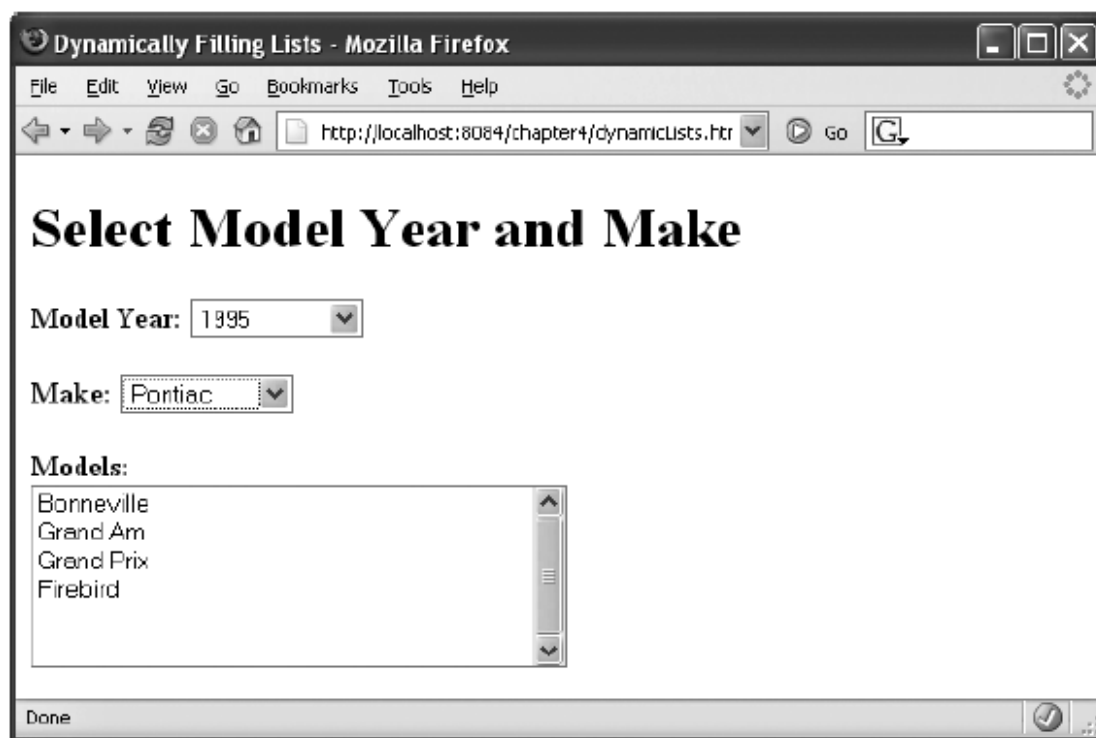 Dynamically Filling Lists - Mozilla Firefox
File Edit View Go Bookmarks Tools Help
http://localhost:8084/chapter4/dynamicLists.htr Go G
Select Model Year and Make
Model Year: 1995
Make: Pontiac
Models:
Bonneville
Grand Am
Grand Prix
Firebird
Done